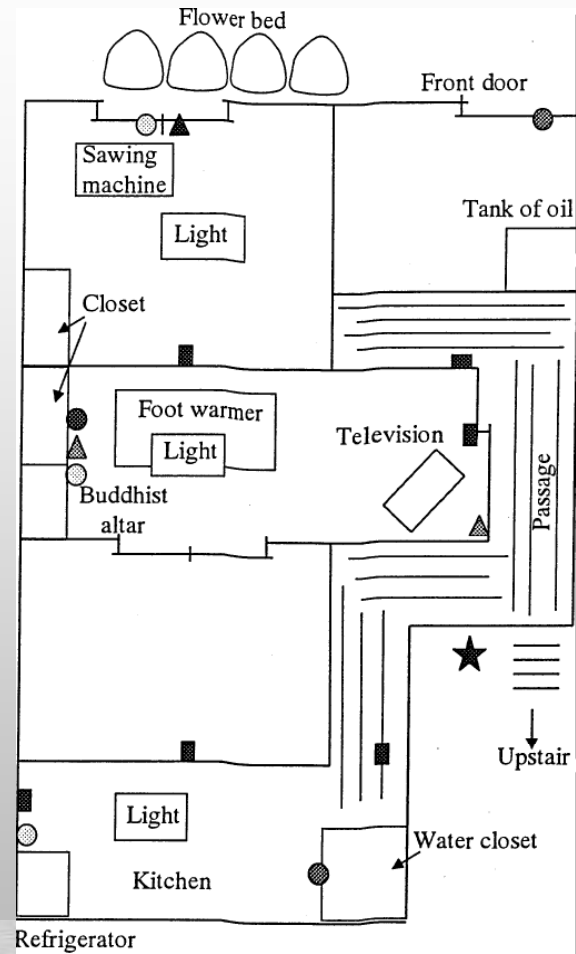 Flower bed
Front door
Sawing
machine
Tank of oil
Light
Closet
Foot warmer
Light
Television
Buddhist
altar
Passage
Upstair
Light
Water closet
Kitchen
Refrigerator